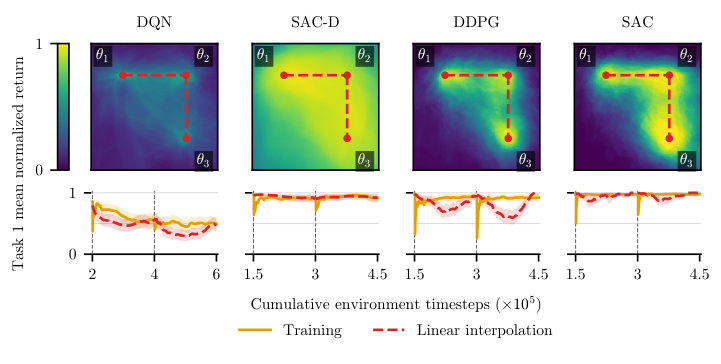 DQN SAC-D DDPG SAC
Task 1 mean normalized return
1
0
θ₁ θ₂ θ₃
θ₁ θ₂ θ₃
θ₁ θ₂ θ₃
θ₁ θ₂ θ₃
1
0
2 4 6
1.5 3 4.5
1.5 3 4.5
1.5 3 4.5
Cumulative environment timesteps (×10⁵)
Training Linear interpolation